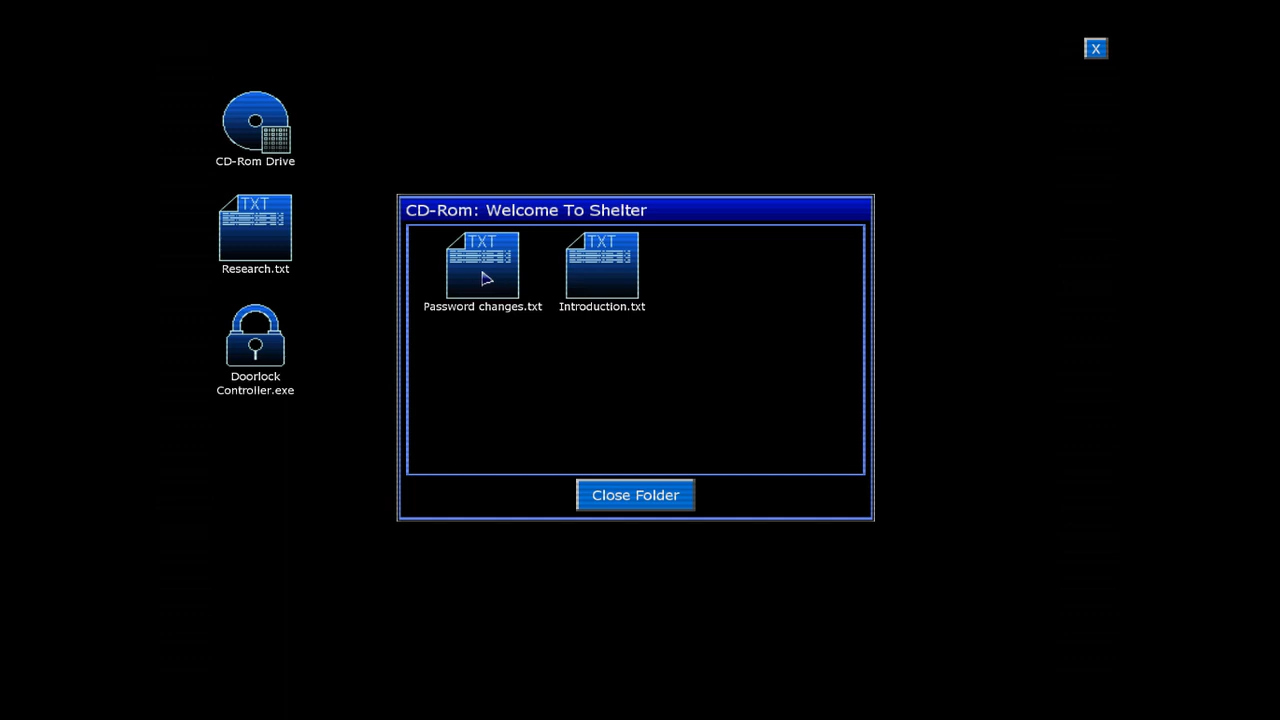 X
CD-Rom Drive
TXT
Research.txt
Doorlock
Controller.exe
CD-Rom: Welcome To Shelter
TXT
Password changes.txt
TXT
Introduction.txt
Close Folder